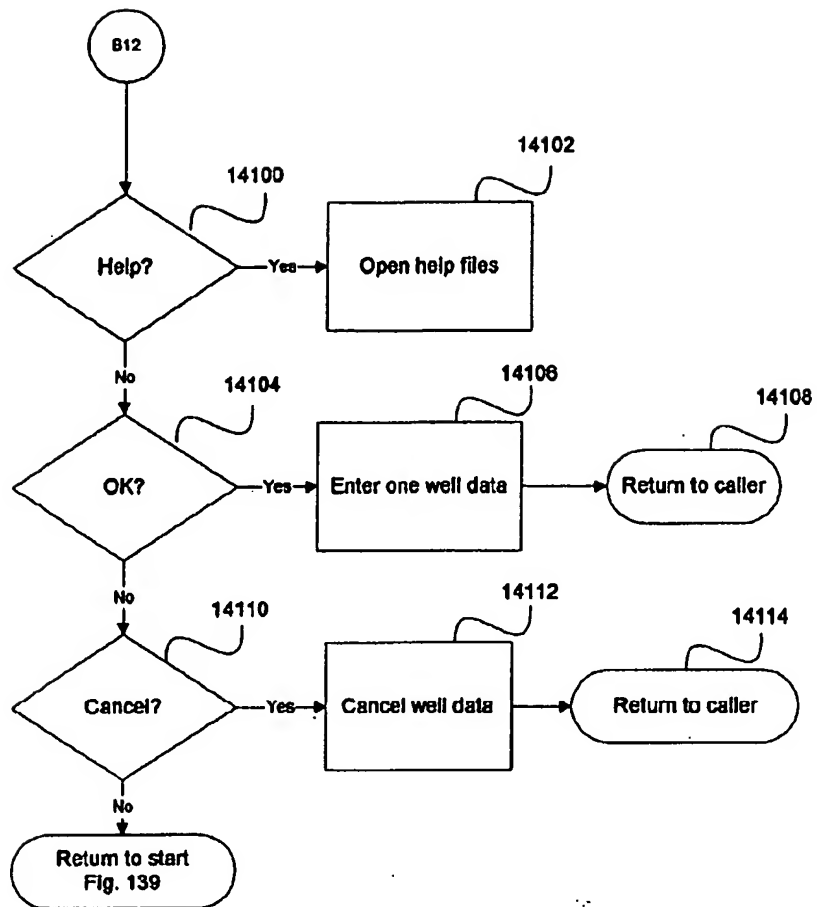 B12
14100
14102
Help?
Yes
Open help files
No
14104
14106
14108
OK?
Yes
Enter one well data
Return to caller
No
14110
14112
14114
Cancel?
Yes
Cancel well data
Return to caller
No
Return to start
Fig. 139